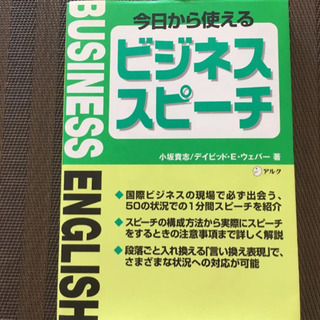 BUSINESS ENGLISH
今日から使える
ビジネス
スピーチ
小坂貴志/デイビッド・E・ウェバー 著
アルク
◆国際ビジネスの現場で必ず出会う、
50の状況での1分間スピーチを紹介
◆スピーチの構成方法から実際にスピーチ
をするときの注意事項まで詳しく解説
◆段落ごと入れ換える「言い換え表現」で、
さまざまな状況への対応が可能